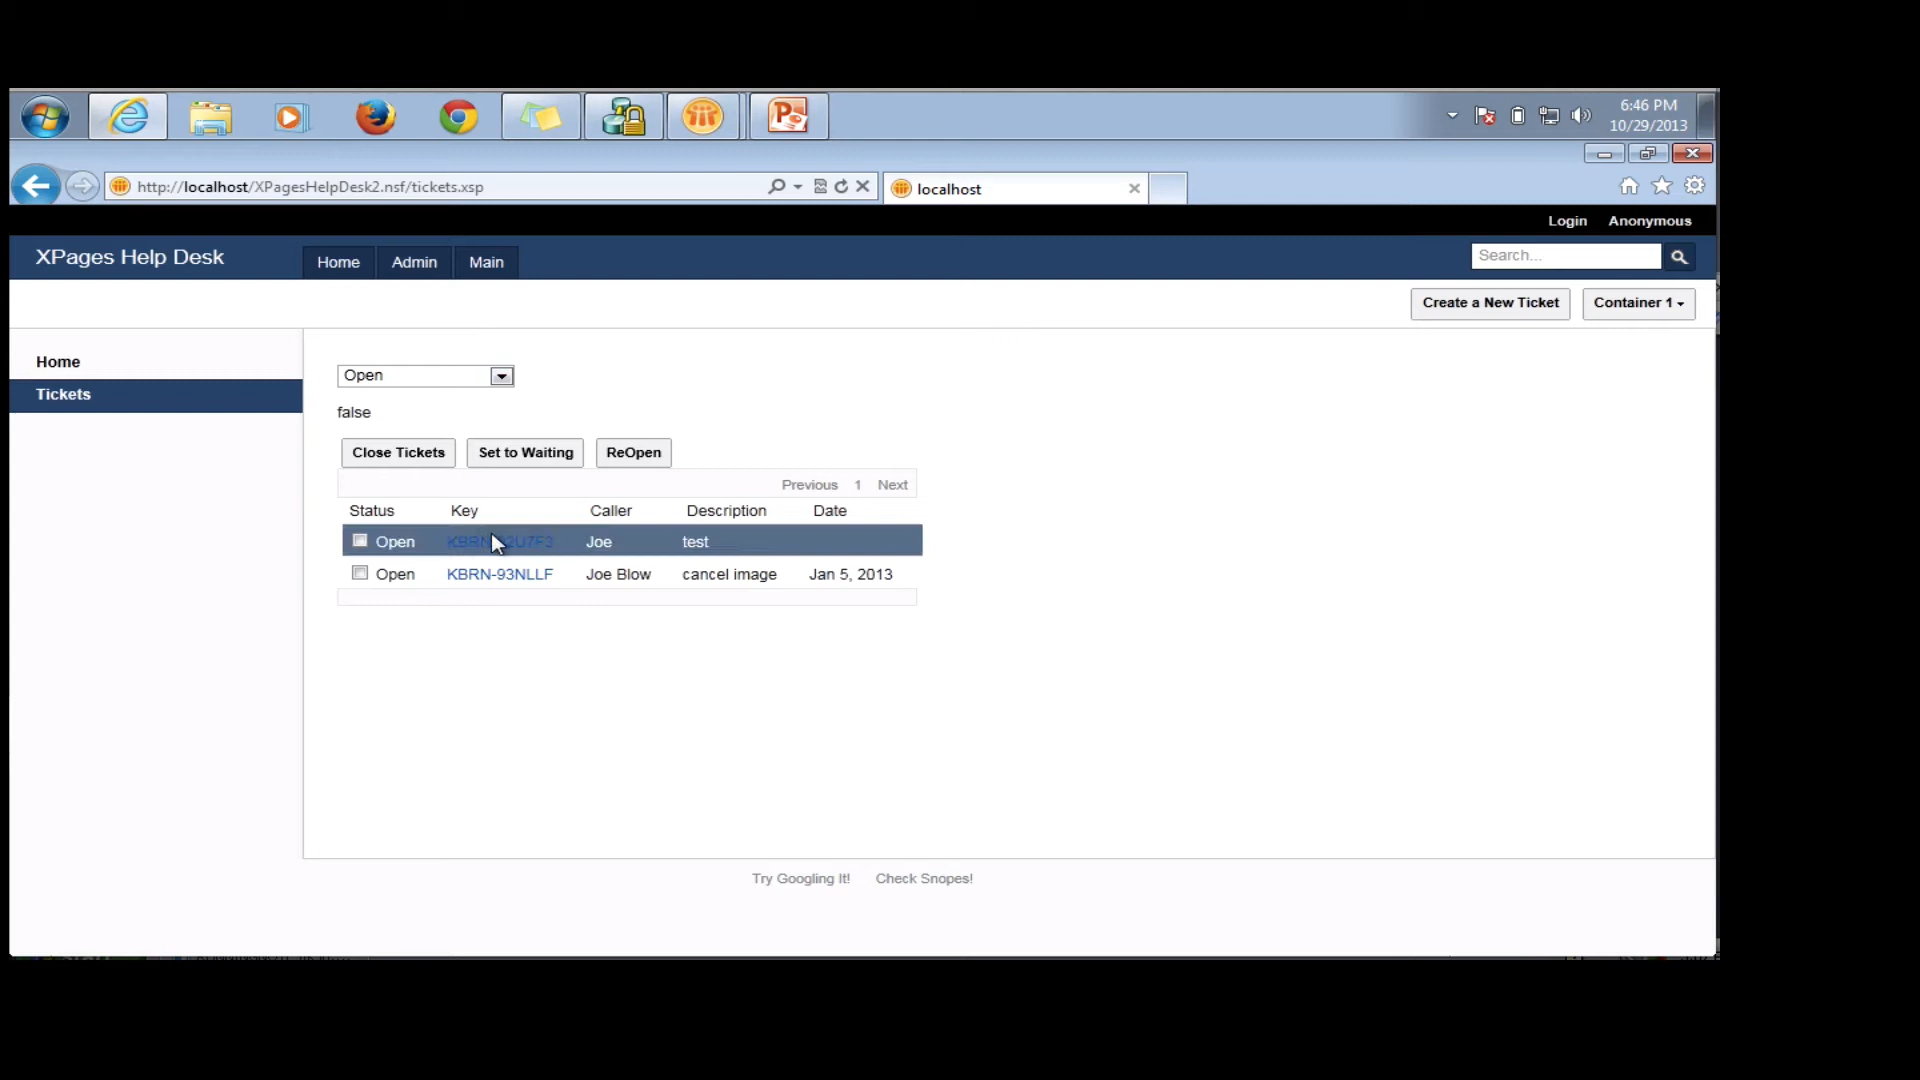 6:46 PM
10/29/2013
http://localhost/XPagesHelpDesk2.nsf/tickets.xsp
localhost
Login Anonymous
XPages Help Desk
Home Admin Main
Search...
Create a New Ticket Container 1
Home
Tickets
Open
false
Close Tickets Set to Waiting ReOpen
Previous 1 Next
Status Key Caller Description Date
Open Joe test
Open KBRN-93NLLF Joe Blow cancel image Jan 5, 2013
Try Googling It! Check Snopes!